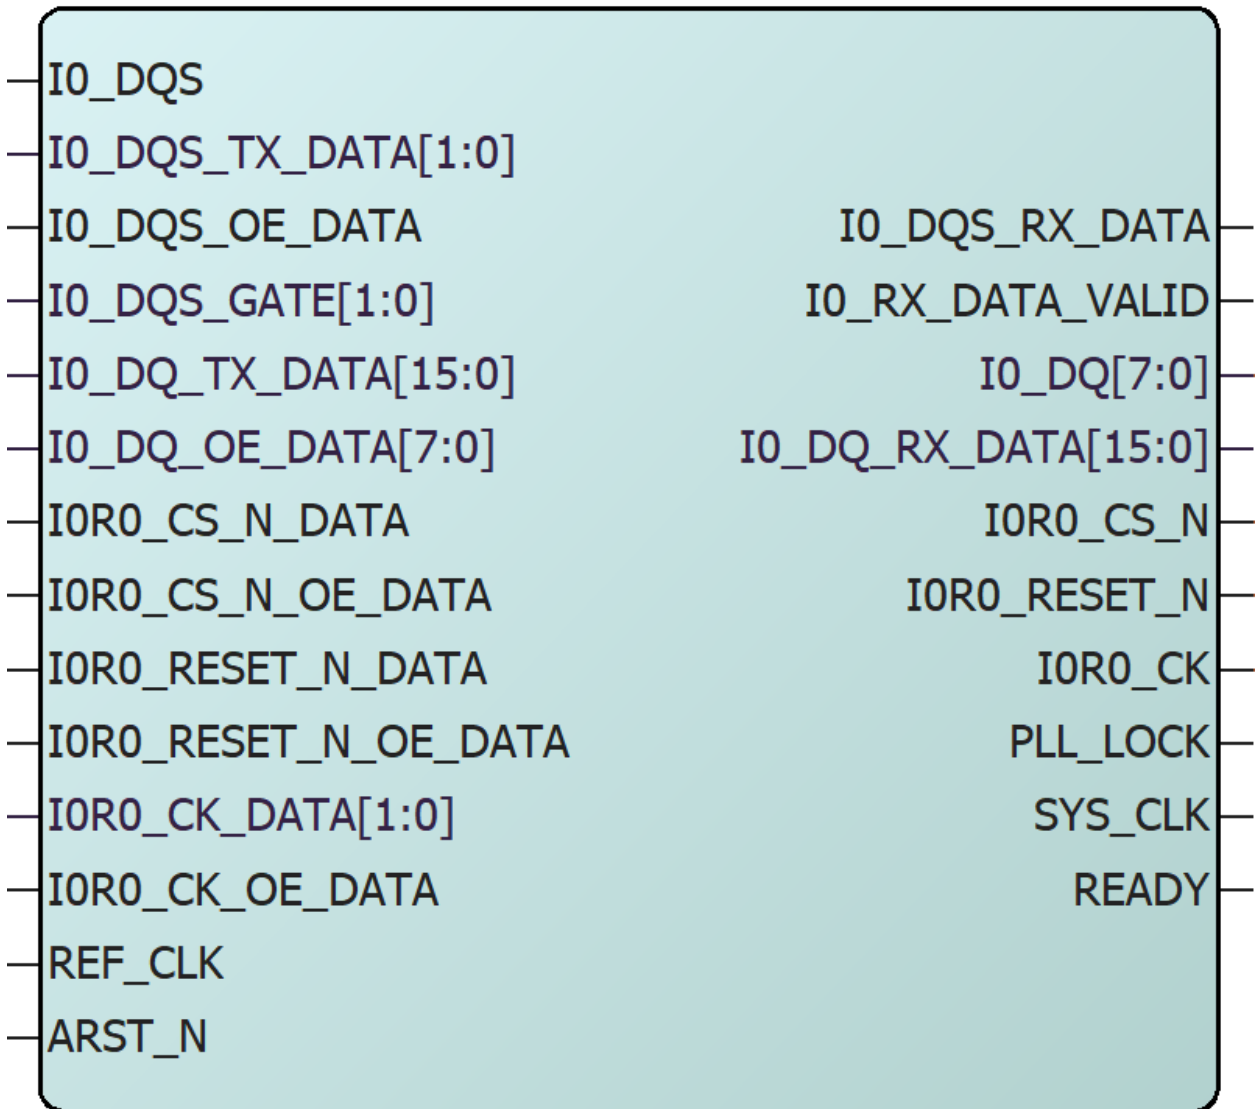 I0_DQS
I0_DQS_TX_DATA[1:0]
I0_DQS_OE_DATA
I0_DQS_GATE[1:0]
I0_DQ_TX_DATA[15:0]
I0_DQ_OE_DATA[7:0]
I0R0_CS_N_DATA
I0R0_CS_N_OE_DATA
I0R0_RESET_N_DATA
I0R0_RESET_N_OE_DATA
I0R0_CK_DATA[1:0]
I0R0_CK_OE_DATA
REF_CLK
ARST_N
I0_DQS_RX_DATA
I0_RX_DATA_VALID
I0_DQ[7:0]
I0_DQ_RX_DATA[15:0]
I0R0_CS_N
I0R0_RESET_N
I0R0_CK
PLL_LOCK
SYS_CLK
READY